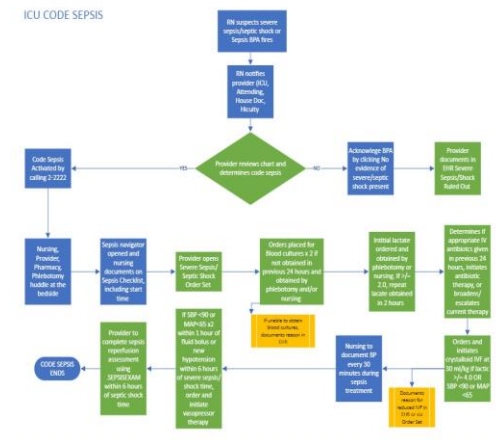 ICU CODE SEPSIS
RN suspects severe
sepsis/septic shock or
Sepsis BPA fires
RN notifies
provider (ICU,
Attending,
House Doc,
Code Sepsis
Activated by
calling 2-2222
YES
Provider reviews chart and
determines code sepsis
NO
Acknowlege BPA
by clicking No
evidence of
severe/septic
shock present
Provider
documents in
EHR Severe
Sepsis/Shock
Ruled Out
Nursing,
Provider,
Pharmacy,
Phlebotomy
huddle at the
bedside
Sepsis navigator
opened and
nursing
documents on
Sepsis Checklist,
including start
time
Provider opens
Severe Sepsis/
Septic Shock
Order Set
Orders placed for
Blood cultures x 2 if
not obtained in
previous 24 hours and
obtained by
phlebotomy and/or
nursing
Intitial lactate
ordered and
obtained by
phlebotomy or
nursing. If >/=
2.0, repeat
lactate obtained
in 2 hours
Determines if
appropriate IV
antibiotics given
in previous 24
hours, initiates
antibiotic
therapy, or
broaden/
escalates
current therapy
If unable to obtain
blood cultures,
documents reason in
Orders and
initiates
crystalloid IVF at
30 ml/kg if lactic
>/= 4.0 OR
SBP <90 or MAP
<65
Documents
reason for
reduced IVF in
EHR or via
Order Set
Nursing to
document BP
every 30
minutes during
sepsis
treatment
If SBP <90 or
MAP<65 x2
within 1 hour of
fluid bolus or
new
hypotension
within 6 hours
of severe sepsis/
shock time,
order and
initiate
vasopressor
therapy
Provider to
complete sepsis
reperfusion
assessment
using
SEPSISEXAM
within 6 hours
of septic shock
time
CODE SEPSIS
ENDS